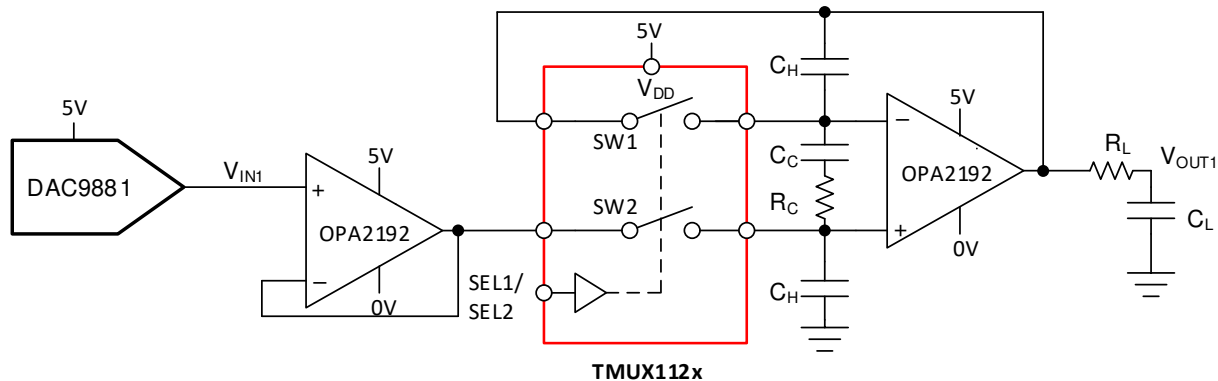 5V
DAC9881
V_IN1
+
5V
OPA2192
−
0V
5V
V_DD
SW1
SW2
SEL1/
SEL2
TMUX112x
C_H
C_C
R_C
C_H
−
5V
OPA2192
+
0V
R_L
V_OUT1
C_L